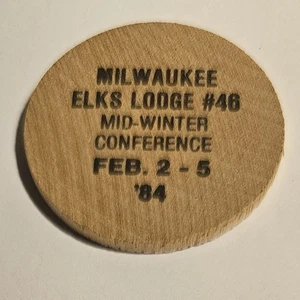 MILWAUKEE
ELKS LODGE #46
MID-WINTER
CONFERENCE
FEB. 2 - 5
'84